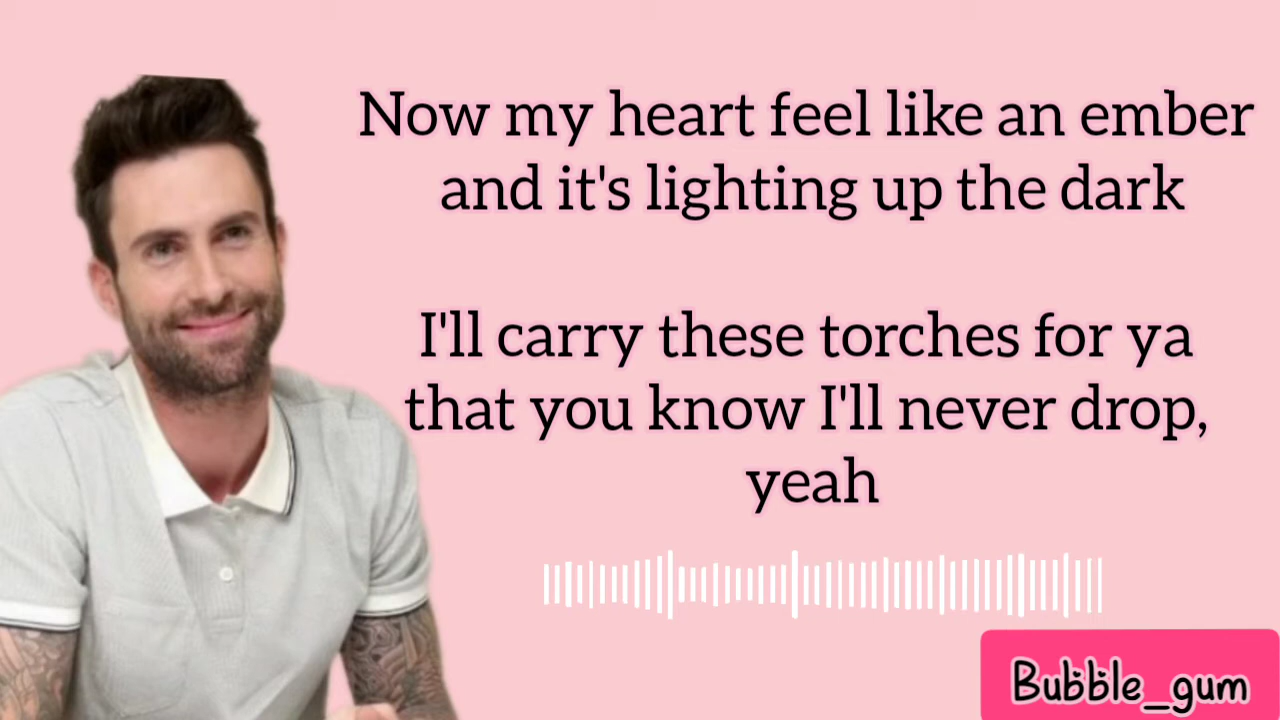 Now my heart feel like an ember
and it's lighting up the dark
I'll carry these torches for ya
that you know I'll never drop,
yeah
Bubble_gum